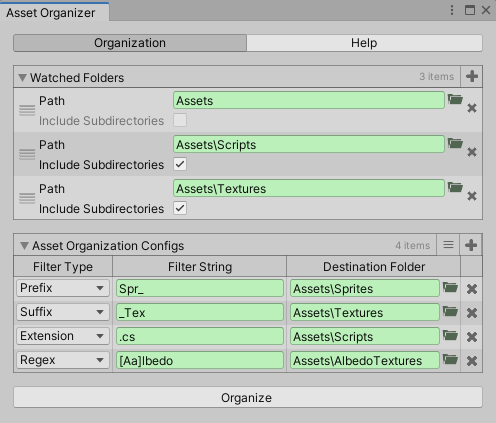 Asset Organizer
Organization Help
Watched Folders 3 items
Path Assets
Include Subdirectories
Path Assets\Scripts
Include Subdirectories
Path Assets\Textures
Include Subdirectories
Asset Organization Configs 4 items
Filter Type Filter String Destination Folder
Prefix Spr_ Assets\Sprites
Suffix _Tex Assets\Textures
Extension .cs Assets\Scripts
Regex [Aa]lbedo Assets\AlbedoTextures
Organize